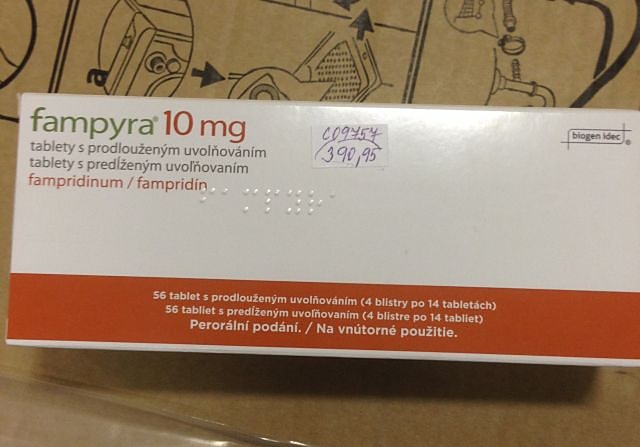 a
fampyra® 10 mg
tablety s prodlouženým uvolňováním
tablety s predĺženým uvoľňovaním
fampridinum / fampridín
C09757
390,95
biogen idec
56 tablet s prodlouženým uvolňováním (4 blistry po 14 tabletách)
56 tabliet s predĺženým uvoľňovaním (4 blistre po 14 tabliet)
Perorální podání. / Na vnútorné použitie.